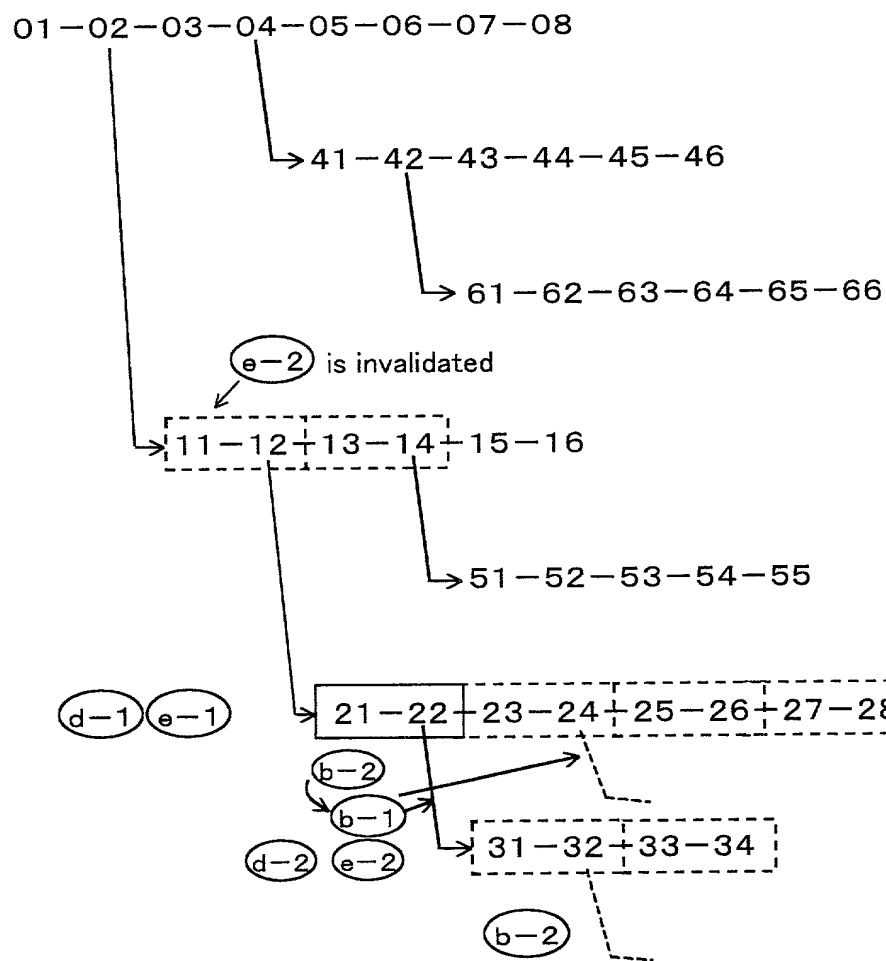 01-02-03-04-05-06-07-08
41-42-43-44-45-46
61-62-63-64-65-66
e-2 is invalidated
11-12-13-14-15-16
51-52-53-54-55
d-1 e-1 21-22-23-24-25-26-27-28
b-2
b-1
d-2 e-2 31-32-33-34
b-2